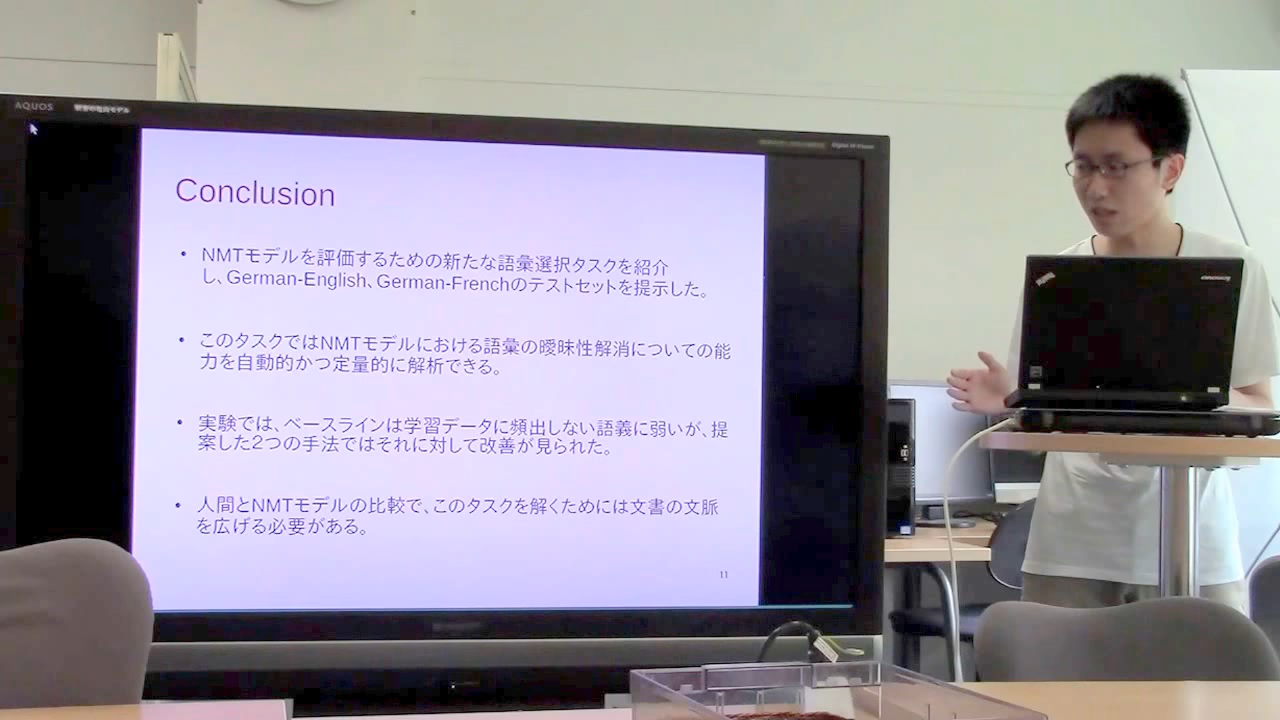 AQUOS
Conclusion
• NMTモデルを評価するための新たな語彙選択タスクを紹介
し、German-English、German-Frenchのテストセットを提示した。
• このタスクではNMTモデルにおける語彙の曖昧性解消についての能
力を自動的かつ定量的に解析できる。
• 実験では、ベースラインは学習データに頻出しない語義に弱いが、提
案した2つの手法ではそれに対して改善が見られた。
• 人間とNMTモデルの比較で、このタスクを解くためには文書の文脈
を広げる必要がある。
11
ThinkPad
lenovo